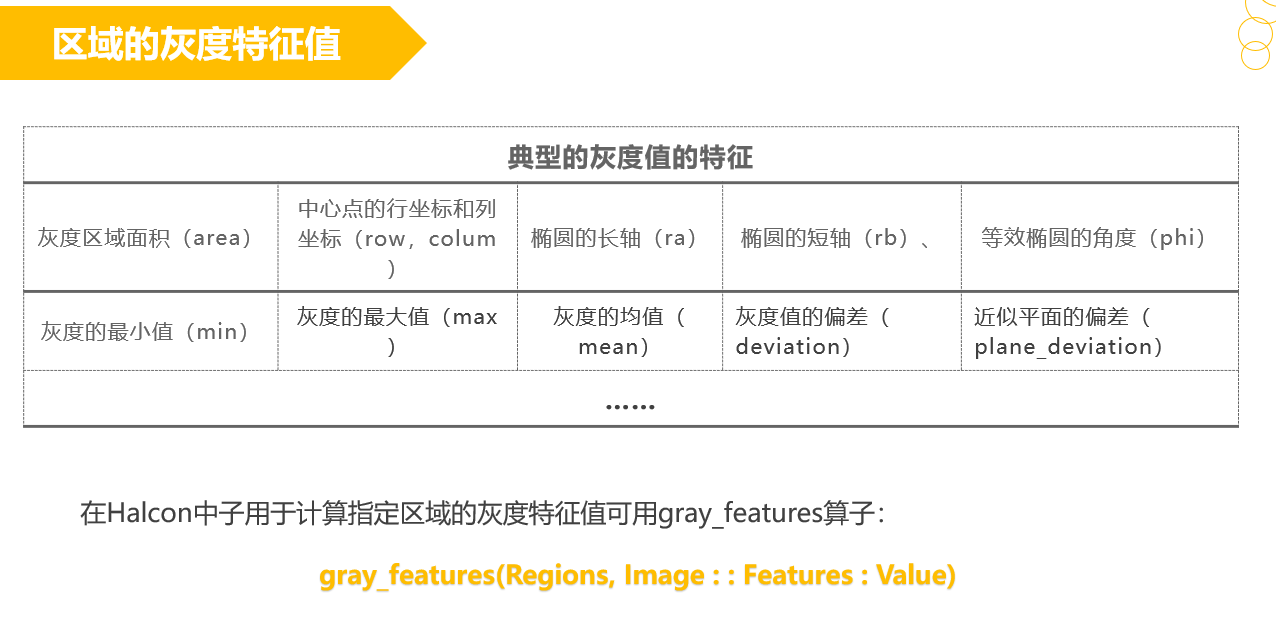 区域的灰度特征值
典型的灰度值的特征
灰度区域面积（area）
中心点的行坐标和列
坐标（row，colum
）
椭圆的长轴（ra）
椭圆的短轴（rb）、
等效椭圆的角度（phi）
灰度的最小值（min）
灰度的最大值（max
）
灰度的均值（
mean）
灰度值的偏差（
deviation）
近似平面的偏差（
plane_deviation）
……
在Halcon中子用于计算指定区域的灰度特征值可用gray_features算子：
gray_features(Regions, Image : : Features : Value)